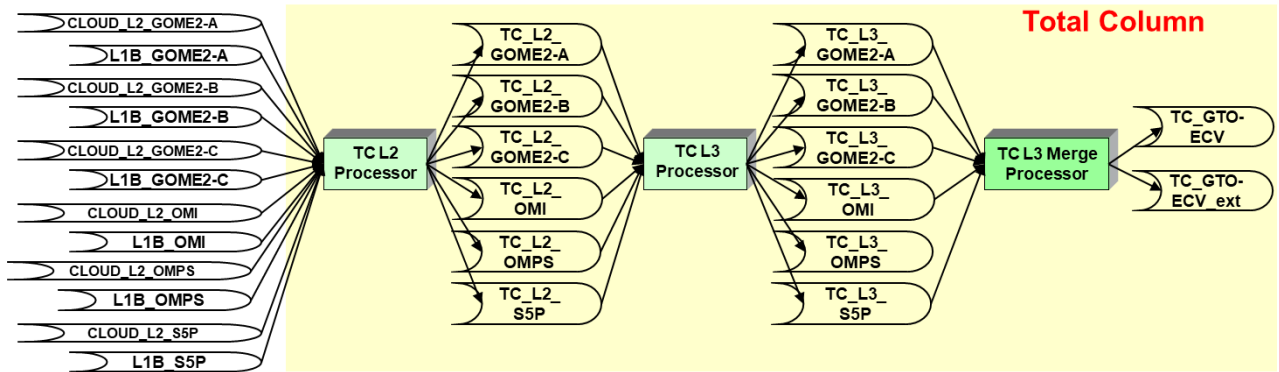 Total Column
CLOUD_L2_GOME2-A
L1B_GOME2-A
CLOUD_L2_GOME2-B
L1B_GOME2-B
CLOUD_L2_GOME2-C
L1B_GOME2-C
CLOUD_L2_OMI
L1B_OMI
CLOUD_L2_OMPS
L1B_OMPS
CLOUD_L2_S5P
L1B_S5P
TC L2
Processor
TC_L2_
GOME2-A
TC_L2_
GOME2-B
TC_L2_
GOME2-C
TC_L2_
OMI
TC_L2_
OMPS
TC_L2_
S5P
TC L3
Processor
TC_L3_
GOME2-A
TC_L3_
GOME2-B
TC_L3_
GOME2-C
TC_L3_
OMI
TC_L3_
OMPS
TC_L3_
S5P
TC L3 Merge
Processor
TC_GTO-
ECV
TC_GTO-
ECV_ext